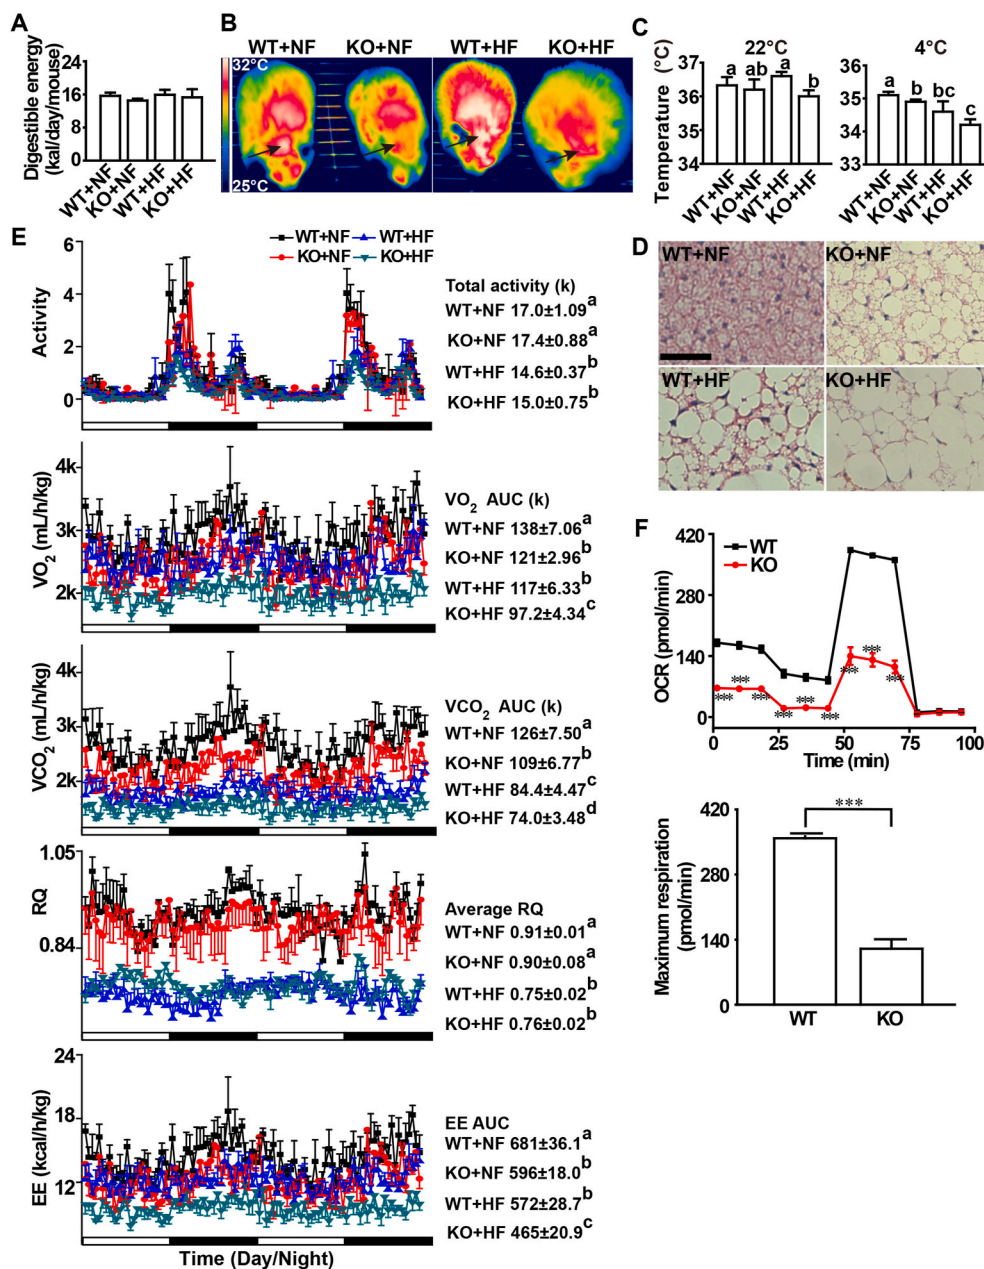 A
Digestible energy
(kal/day/mouse)
24
16
8
0
WT+NF
KO+NF
WT+HF
KO+HF
B
WT+NF
KO+NF
WT+HF
KO+HF
32°C
25°C
C
Temperature (°C)
22°C
37
36
35
34
a
ab
a
b
WT+NF
KO+NF
WT+HF
KO+HF
4°C
36
35
34
33
a
b
bc
c
WT+NF
KO+NF
WT+HF
KO+HF
D
WT+NF
KO+NF
WT+HF
KO+HF
E
WT+NF
WT+HF
KO+NF
KO+HF
Activity
6
4
2
0
Total activity (k)
WT+NF 17.0±1.09a
KO+NF 17.4±0.88a
WT+HF 14.6±0.37b
KO+HF 15.0±0.75b
VO2 (mL/h/kg)
4k
3k
2k
VO2 AUC (k)
WT+NF 138±7.06a
KO+NF 121±2.96b
WT+HF 117±6.33b
KO+HF 97.2±4.34c
VCO2 (mL/h/kg)
4k
3k
2k
VCO2 AUC (k)
WT+NF 126±7.50a
KO+NF 109±6.77b
WT+HF 84.4±4.47c
KO+HF 74.0±3.48d
RQ
1.05
0.84
Average RQ
WT+NF 0.91±0.01a
KO+NF 0.90±0.08a
WT+HF 0.75±0.02b
KO+HF 0.76±0.02b
EE (kcal/h/kg)
24
18
12
EE AUC
WT+NF 681±36.1a
KO+NF 596±18.0b
WT+HF 572±28.7b
KO+HF 465±20.9c
Time (Day/Night)
F
WT
KO
OCR (pmol/min)
420
280
140
0
***
***
***
***
***
***
***
***
***
0
25
50
75
100
Time (min)
Maximum respiration
(pmol/min)
420
280
140
0
***
WT
KO